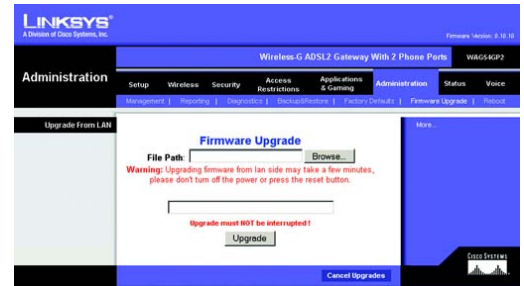 LINKSYS®
A Division of Cisco Systems, Inc.
Firmware Version: 0.10.10
Wireless-G ADSL2 Gateway With 2 Phone Ports WAG54GP2
Administration
Setup Wireless Security Access Restrictions Applications & Gaming Administration Status Voice
Management | Reporting | Diagnostics | Backup&Restore | Factory Defaults | Firmware Upgrade | Reboot
Upgrade From LAN
More...
Firmware Upgrade
File Path: Browse...
Warning: Upgrading firmware from lan side may take a few minutes,
please don't turn off the power or press the reset button.
Upgrade must NOT be interrupted !
Upgrade
Cancel Upgrades
CISCO SYSTEMS